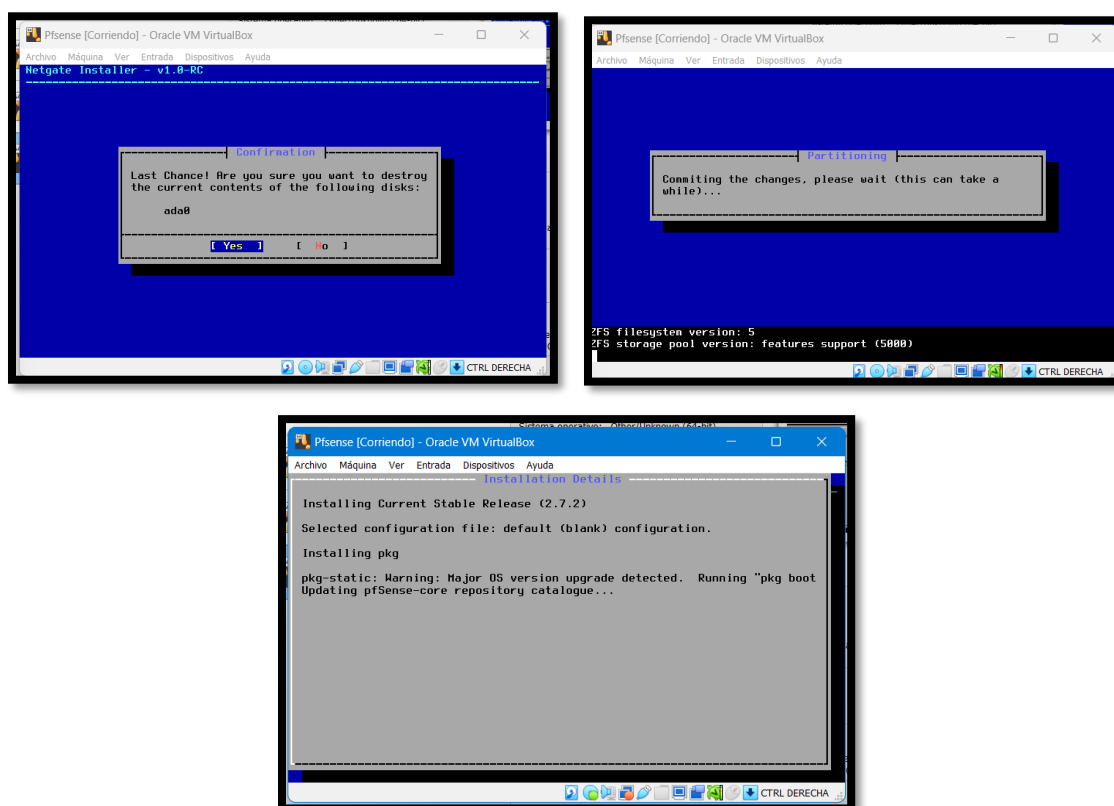 Pfsense [Corriendo] - Oracle VM VirtualBox
Archivo Máquina Ver Entrada Dispositivos Ayuda
Netgate Installer - v1.0-RC
Confirmation
Last Chance! Are you sure you want to destroy
the current contents of the following disks:
ada0
[ Yes ] [ No ]
CTRL DERECHA
Pfsense [Corriendo] - Oracle VM VirtualBox
Archivo Máquina Ver Entrada Dispositivos Ayuda
Partitioning
Commiting the changes, please wait (this can take a
while)...
ZFS filesystem version: 5
ZFS storage pool version: features support (5000)
CTRL DERECHA
Sistema operativo: Other/Unknown (64-bit)
Pfsense [Corriendo] - Oracle VM VirtualBox
Archivo Máquina Ver Entrada Dispositivos Ayuda
Installation Details
Installing Current Stable Release (2.7.2)
Selected configuration file: default (blank) configuration.
Installing pkg
pkg-static: Warning: Major OS version upgrade detected.  Running "pkg boot
Updating pfSense-core repository catalogue...
CTRL DERECHA